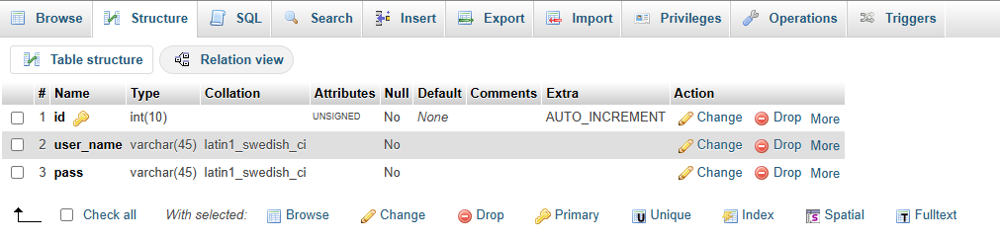 Browse Structure SQL Search Insert Export Import Privileges Operations Triggers
Table structure Relation view
# Name Type Collation Attributes Null Default Comments Extra Action
1 id int(10) UNSIGNED No None AUTO_INCREMENT Change Drop More
2 user_name varchar(45) latin1_swedish_ci No Change Drop More
3 pass varchar(45) latin1_swedish_ci No Change Drop More
Check all With selected: Browse Change Drop Primary Unique Index Spatial Fulltext